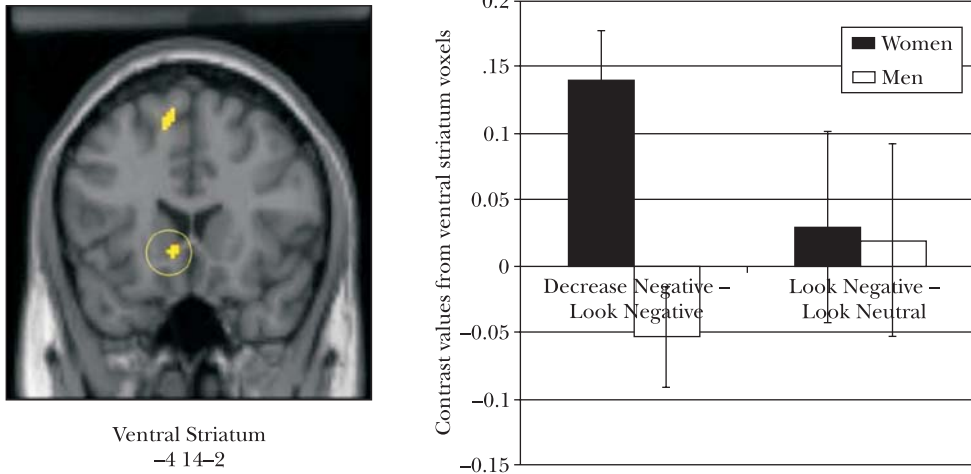 Ventral Striatum
–4 14–2
Contrast values from ventral striatum voxels
0.2
.15
0.1
0.05
0
–0.05
–0.1
–0.15
Women
Men
Decrease Negative –
Look Negative
Look Negative –
Look Neutral